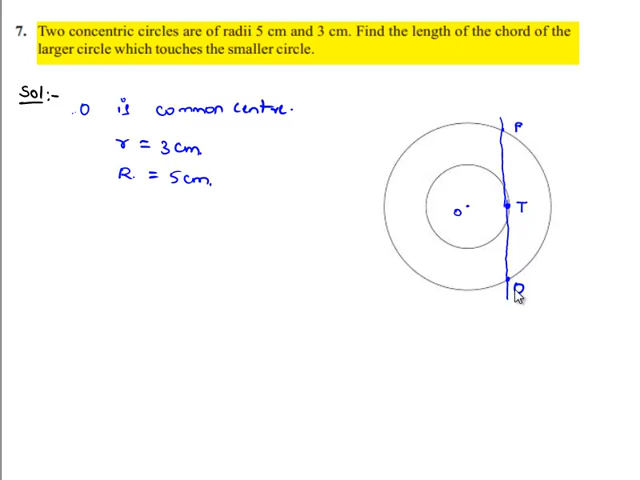 7. Two concentric circles are of radii 5 cm and 3 cm. Find the length of the chord of the
larger circle which touches the smaller circle.
Sol:-
O is common centre.
r = 3 cm
R. = 5 cm.
P
O
T
R